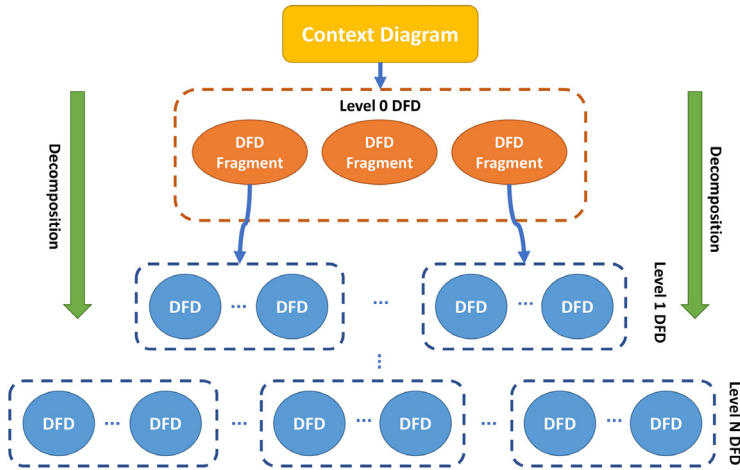 Context Diagram
Level 0 DFD
DFD
Fragment
DFD
Fragment
DFD
Fragment
Decomposition
Decomposition
DFD
...
DFD
...
DFD
...
DFD
Level 1 DFD
...
DFD
...
DFD
...
DFD
...
DFD
...
DFD
...
DFD
Level N DFD